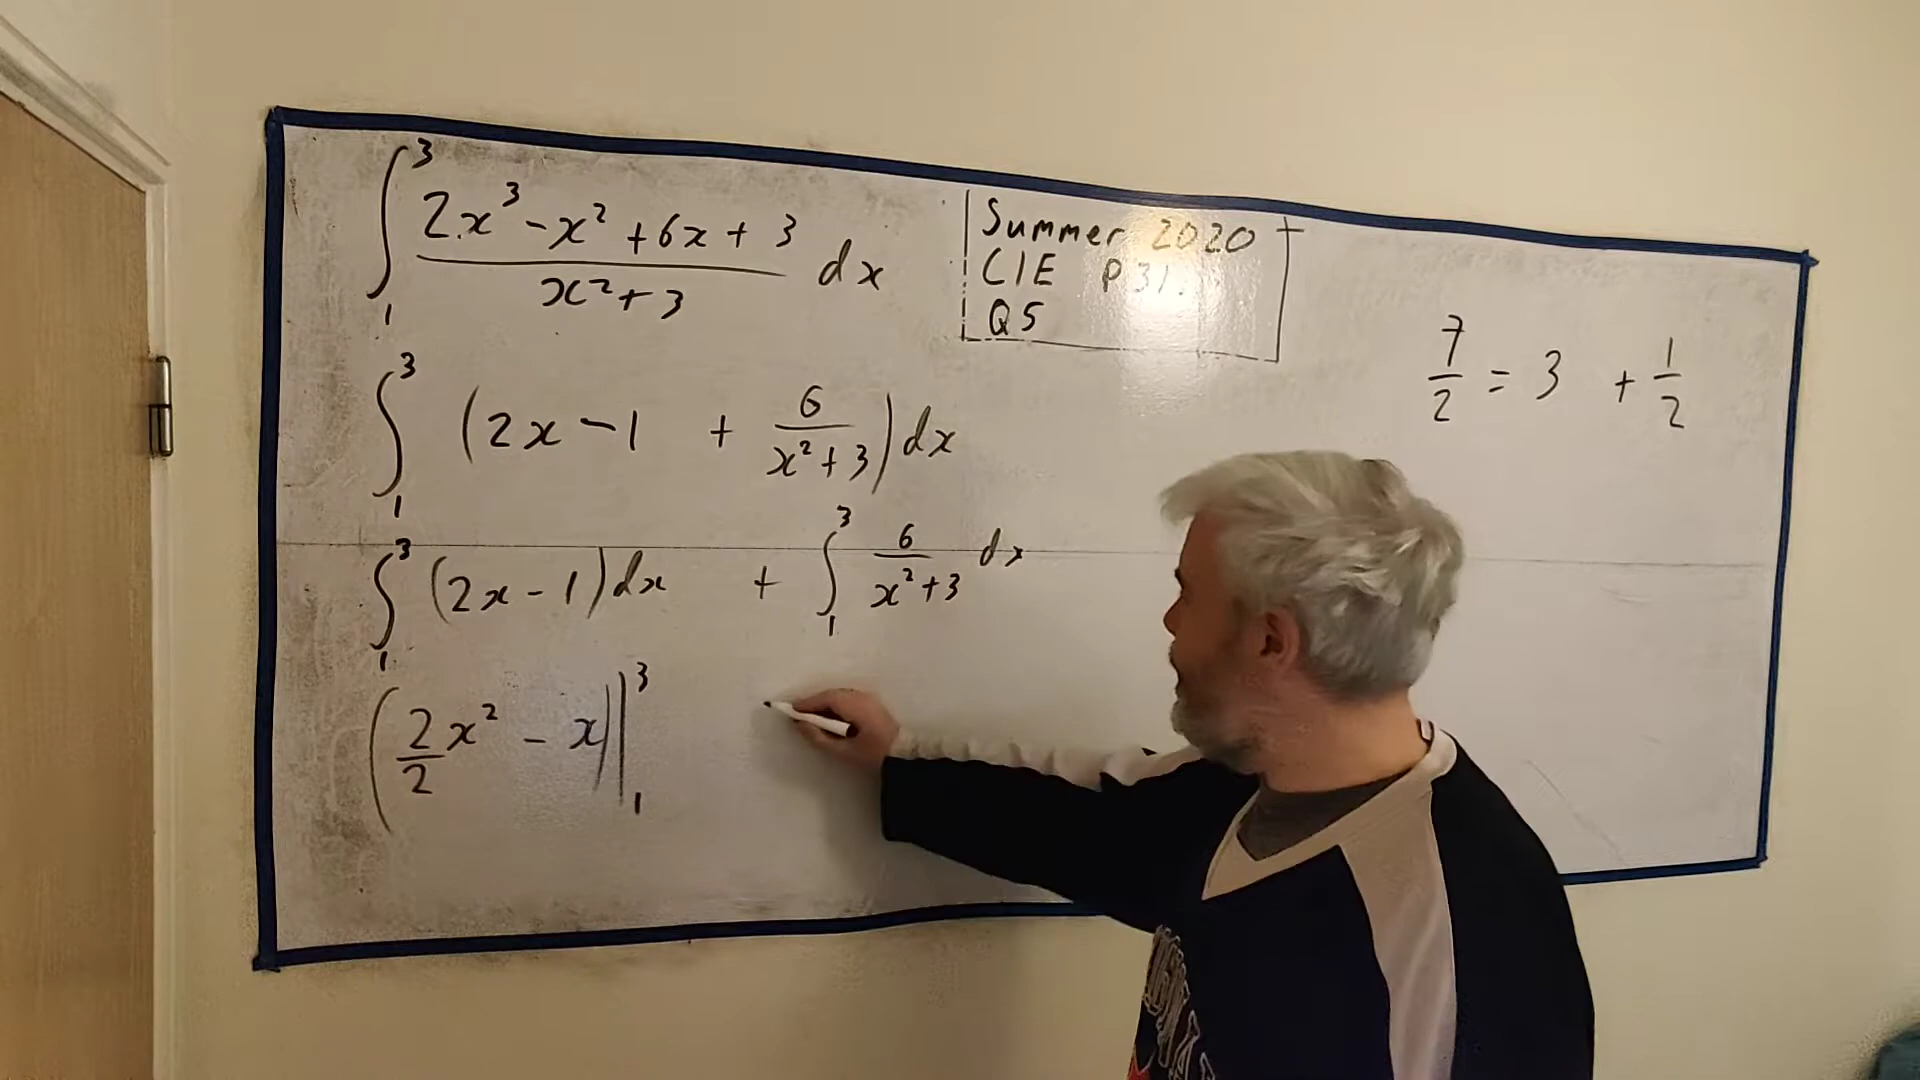 ∫₁³ (2x³ - x² + 6x + 3)/(x² + 3) dx
Summer 2020
CIE P31
Q5
7/2 = 3 + 1/2
∫₁³ (2x - 1 + 6/(x² + 3)) dx
∫₁³ (2x - 1) dx + ∫₁³ 6/(x² + 3) dx
(2/2 x² - x)|₁³